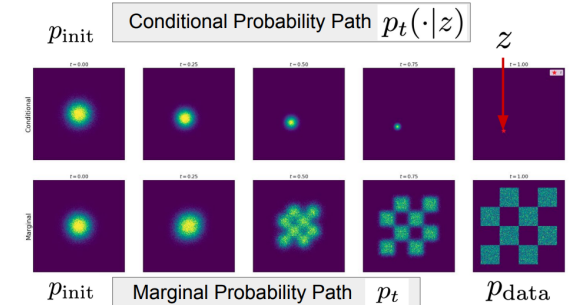 p_init Conditional Probability Path p_t(·|z) z
t = 0.00 t = 0.25 t = 0.50 t = 0.75 t = 1.00
Conditional
t = 0.00 t = 0.25 t = 0.50 t = 0.75 t = 1.00
Marginal
p_init Marginal Probability Path p_t p_data